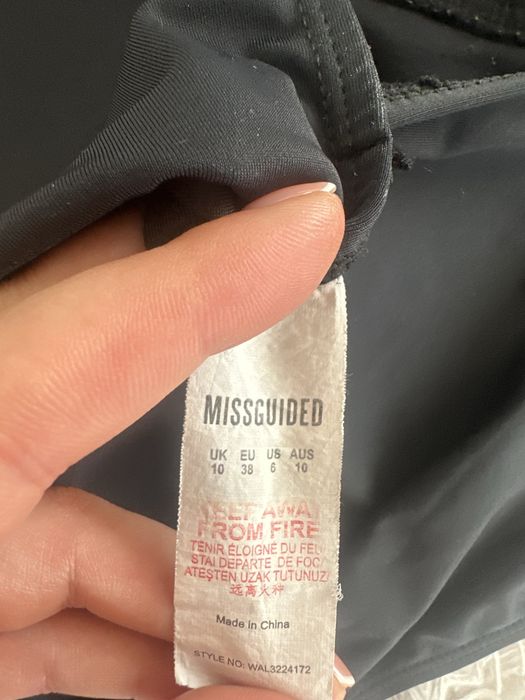 MISSGUIDED
UK EU US AUS
10 38 6 10
KEEP AWA
FROM FIRE
TENIR ÉLOIGNÉ DU FEU
STAI DEPARTE DE FOC
ATEŞTEN UZAK TUTUNUZ
远离火种
Made in China
STYLE NO: WAL3224172